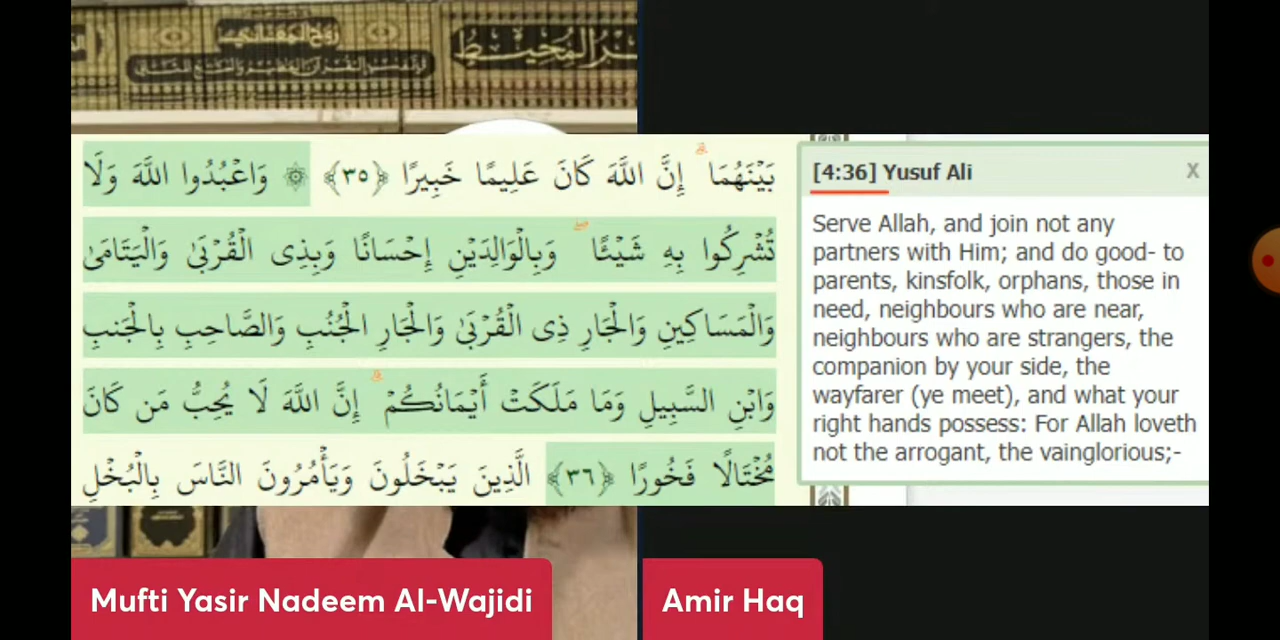 روح المعاني
بَيْنَهُمَا ۗ إِنَّ اللَّهَ كَانَ عَلِيمًا خَبِيرًا ﴿٣٥﴾ ۞ وَاعْبُدُوا اللَّهَ وَلَا
تُشْرِكُوا بِهِ شَيْئًا ۖ وَبِالْوَالِدَيْنِ إِحْسَانًا وَبِذِى الْقُرْبَىٰ وَالْيَتَامَىٰ
وَالْمَسَاكِينِ وَالْجَارِ ذِى الْقُرْبَىٰ وَالْجَارِ الْجُنُبِ وَالصَّاحِبِ بِالْجَنبِ
وَابْنِ السَّبِيلِ وَمَا مَلَكَتْ أَيْمَانُكُمْ ۗ إِنَّ اللَّهَ لَا يُحِبُّ مَن كَانَ
مُخْتَالًا فَخُورًا ﴿٣٦﴾ الَّذِينَ يَبْخَلُونَ وَيَأْمُرُونَ النَّاسَ بِالْبُخْلِ
[4:36] Yusuf Ali X
Serve Allah, and join not any
partners with Him; and do good- to
parents, kinsfolk, orphans, those in
need, neighbours who are near,
neighbours who are strangers, the
companion by your side, the
wayfarer (ye meet), and what your
right hands possess: For Allah loveth
not the arrogant, the vainglorious;-
Mufti Yasir Nadeem Al-Wajidi
Amir Haq